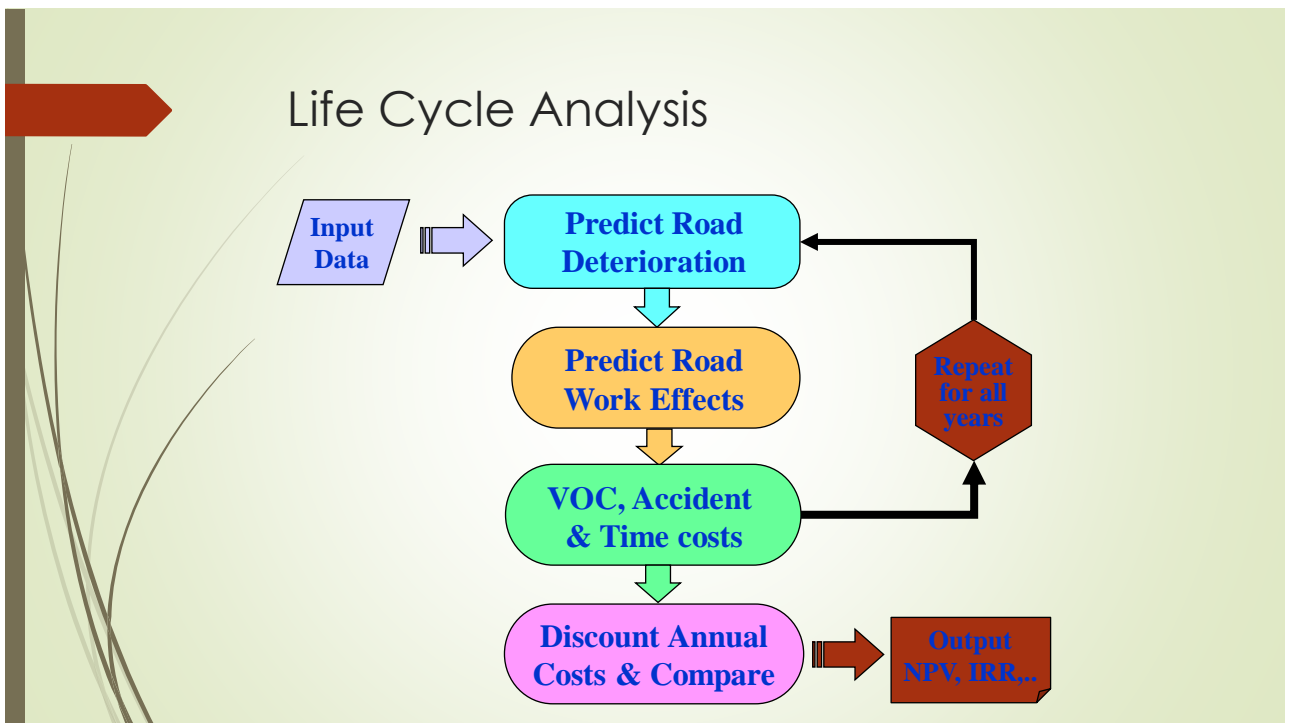 Life Cycle Analysis
Input
Data
Predict Road
Deterioration
Predict Road
Work Effects
Repeat
for all
years
VOC, Accident
& Time costs
Discount Annual
Costs & Compare
Output
NPV, IRR,..